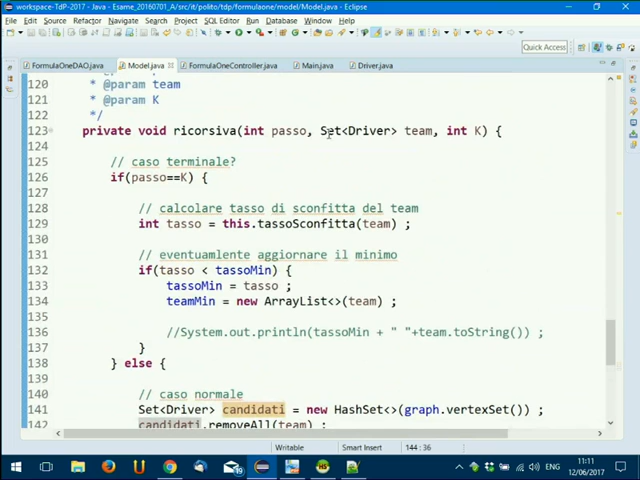 workspace-TdP-2017 - Java - Esame_20160701_A/src/it/polito/tdp/formulaone/model/Model.java - Eclipse
File Edit Source Refactor Navigate Search Project SQL Editor Run Database Window Help
Quick Access
FormulaOneDAO.java Model.java FormulaOneController.java Main.java Driver.java
120 * @param team
121 * @param K
122 */
123 private void ricorsiva(int passo, Set<Driver> team, int K) {
124
125 // caso terminale?
126 if(passo==K) {
127
128 // calcolare tasso di sconfitta del team
129 int tasso = this.tassoSconfitta(team) ;
130
131 // eventuamlente aggiornare il minimo
132 if(tasso < tassoMin) {
133 tassoMin = tasso ;
134 teamMin = new ArrayList<>(team) ;
135
136 //System.out.println(tassoMin + " "+team.toString()) ;
137 }
138 } else {
139
140 // caso normale
141 Set<Driver> candidati = new HashSet<>(graph.vertexSet()) ;
142 candidati.removeAll(team) ;
Writable Smart Insert 144 : 36
11:11
12/06/2017